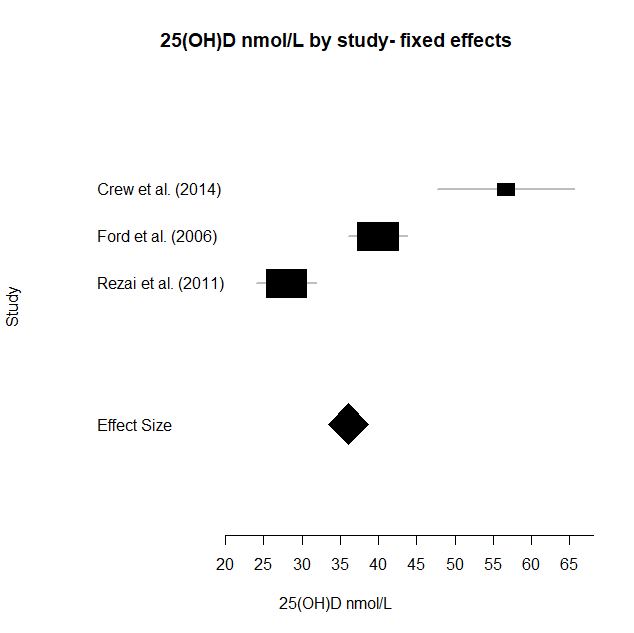 25(OH)D nmol/L by study- fixed effects
Crew et al. (2014)
Ford et al. (2006)
Rezai et al. (2011)
Study
Effect Size
20 25 30 35 40 45 50 55 60 65
25(OH)D nmol/L